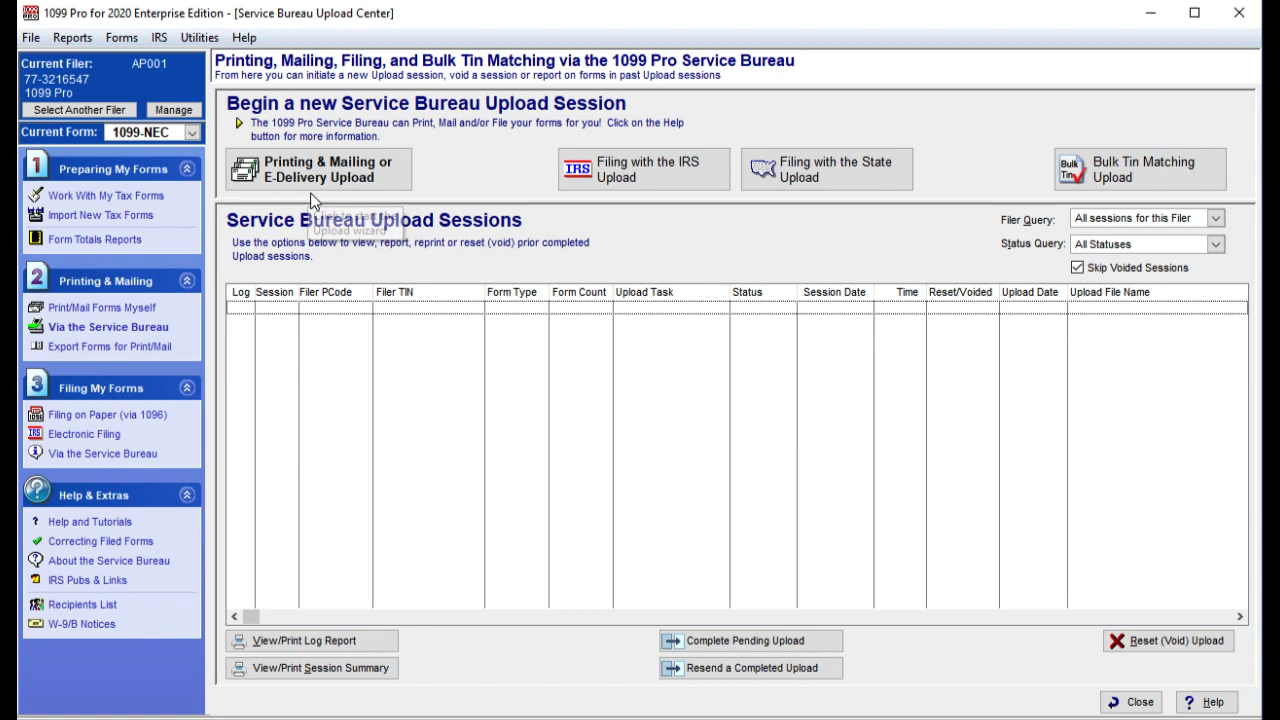 1099 Pro for 2020 Enterprise Edition - [Service Bureau Upload Center]
File Reports Forms IRS Utilities Help
Current Filer: AP001
77-3216547
1099 Pro
Select Another Filer Manage
Current Form: 1099-NEC
1 Preparing My Forms
Work With My Tax Forms
Import New Tax Forms
Form Totals Reports
2 Printing & Mailing
Print/Mail Forms Myself
Via the Service Bureau
Export Forms for Print/Mail
3 Filing My Forms
Filing on Paper (via 1096)
IRS Electronic Filing
Via the Service Bureau
Help & Extras
Help and Tutorials
Correcting Filed Forms
About the Service Bureau
IRS Pubs & Links
Recipients List
W-9/B Notices
Printing, Mailing, Filing, and Bulk Tin Matching via the 1099 Pro Service Bureau
From here you can initiate a new Upload session, void a session or report on forms in past Upload sessions
Begin a new Service Bureau Upload Session
The 1099 Pro Service Bureau can Print, Mail and/or File your forms for you! Click on the Help
button for more information.
Printing & Mailing or
E-Delivery Upload
IRS Filing with the IRS
Upload
Filing with the State
Upload
Bulk Tin Bulk Tin Matching
Upload
Service Bureau Upload Sessions
Click to start the
Upload wizard
Use the options below to view, report, reprint or reset (void) prior completed
Upload sessions.
Filer Query: All sessions for this Filer
Status Query: All Statuses
Skip Voided Sessions
Log Session Filer PCode Filer TIN Form Type Form Count Upload Task Status Session Date Time Reset/Voided Upload Date Upload File Name
View/Print Log Report Complete Pending Upload Reset (Void) Upload
View/Print Session Summary Resend a Completed Upload
Close Help